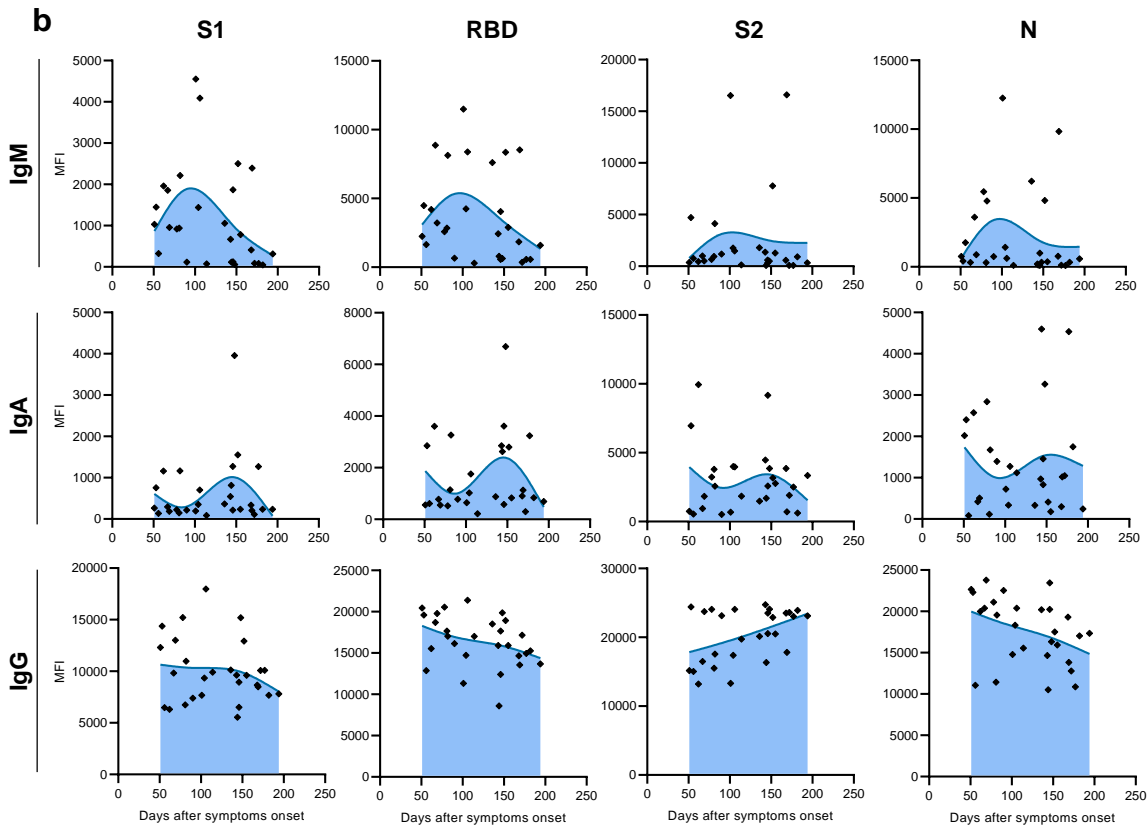 b
S1 RBD S2 N
IgM
MFI
5000 4000 3000 2000 1000 0
0 50 100 150 200 250
15000 10000 5000 0
0 50 100 150 200 250
20000 15000 10000 5000 0
0 50 100 150 200 250
15000 10000 5000 0
0 50 100 150 200 250
IgA
MFI
5000 4000 3000 2000 1000 0
0 50 100 150 200 250
8000 6000 4000 2000 0
0 50 100 150 200 250
15000 10000 5000 0
0 50 100 150 200 250
5000 4000 3000 2000 1000 0
0 50 100 150 200 250
IgG
MFI
20000 15000 10000 5000 0
0 50 100 150 200 250
Days after symptoms onset
25000 20000 15000 10000 5000 0
0 50 100 150 200 250
Days after symptoms onset
30000 20000 10000 0
0 50 100 150 200 250
Days after symptoms onset
25000 20000 15000 10000 5000 0
0 50 100 150 200 250
Days after symptoms onset